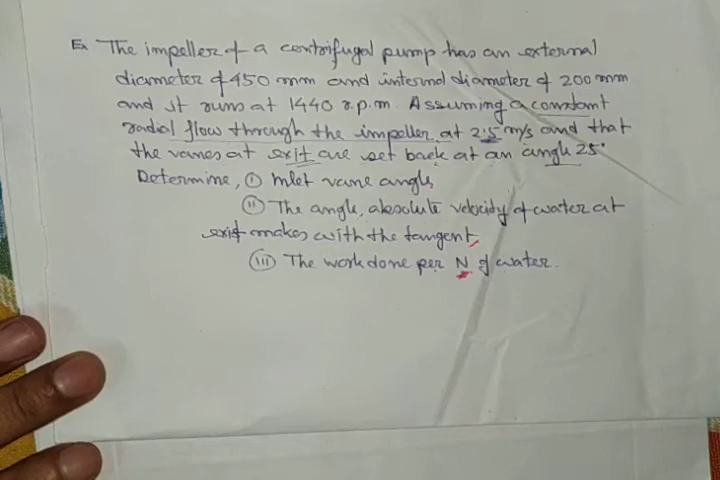 Ex The impeller of a centrifugal pump has an external
diameter of 450 mm and internal diameter of 200 mm
and it runs at 1440 r.p.m. Assuming a constant
radial flow through the impeller at 2.5 m/s and that
the vanes at exit are set back at an angle 25°
Determine, (i) Inlet vane angle,
(ii) The angle, absolute velocity of water at
exit makes with the tangent,
(iii) The workdone per N of water.